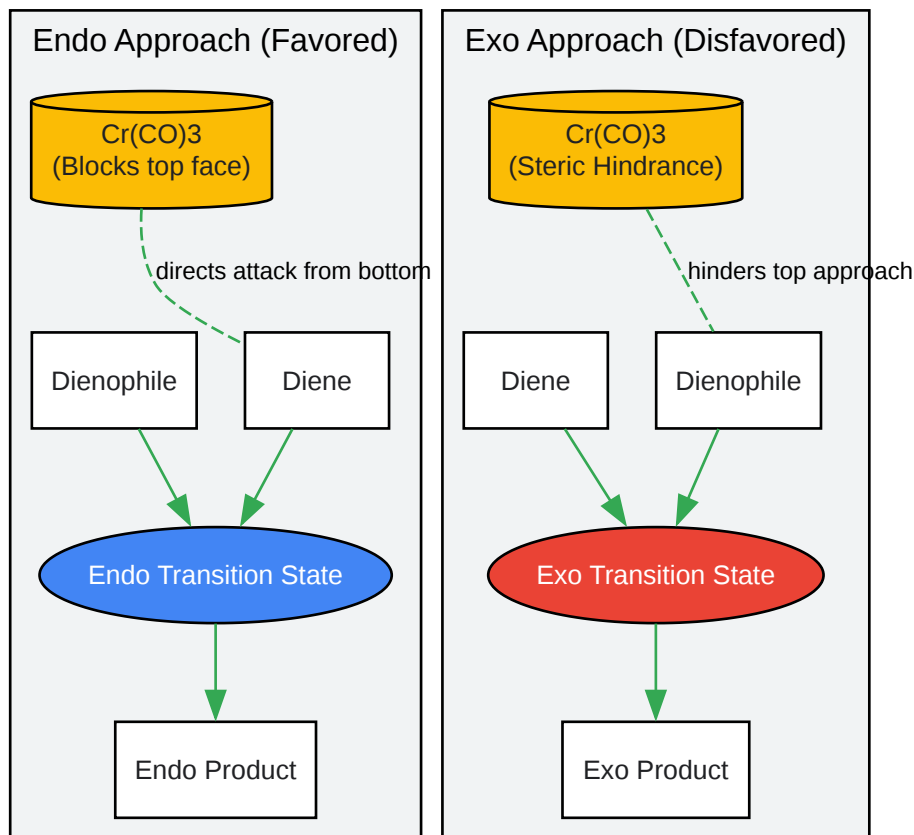 Endo Approach (Favored)
Cr(CO)3
(Blocks top face)
directs attack from bottom
Dienophile
Diene
Endo Transition State
Endo Product
Exo Approach (Disfavored)
Cr(CO)3
(Steric Hindrance)
hinders top approach
Diene
Dienophile
Exo Transition State
Exo Product